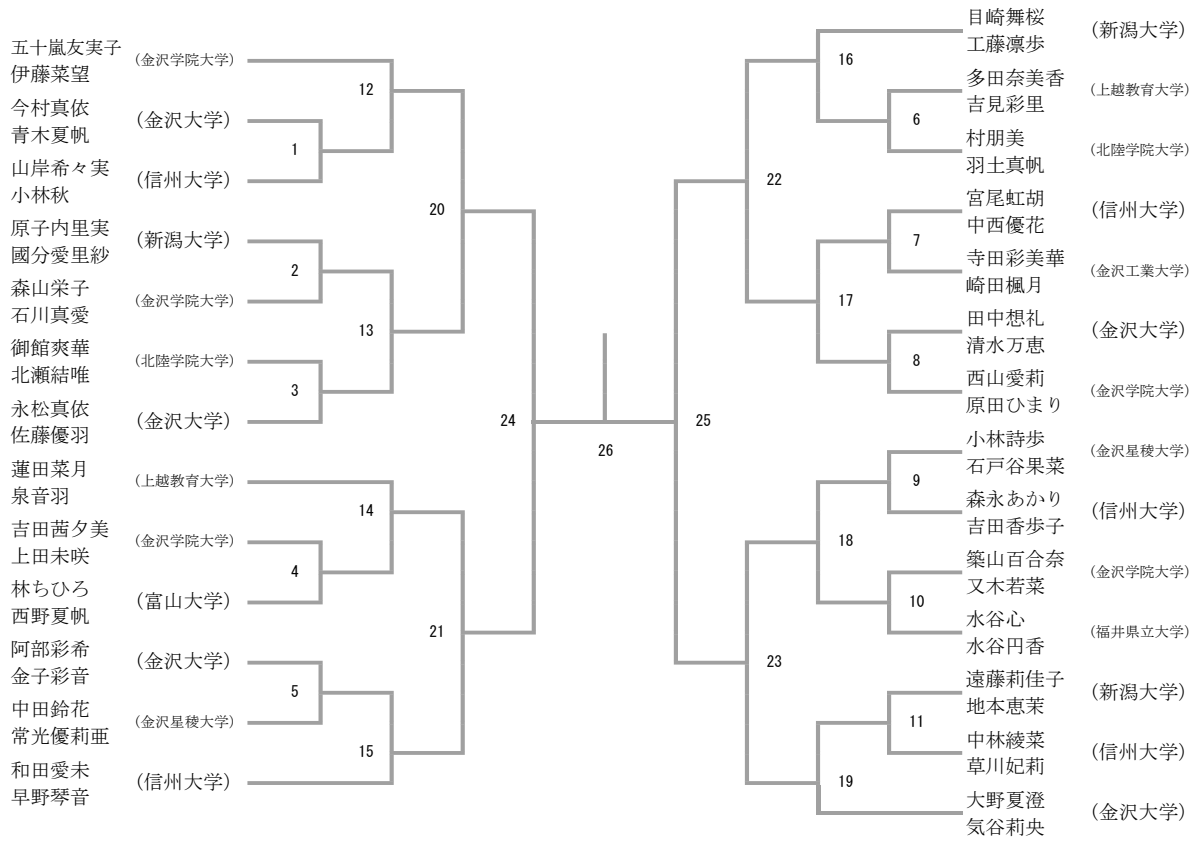 五十嵐友実子
伊藤菜望
(金沢学院大学)
今村真依
青木夏帆
(金沢大学)
山岸希々実
小林秋
(信州大学)
原子内里実
國分愛里紗
(新潟大学)
森山栄子
石川真愛
(金沢学院大学)
御館爽華
北瀬結唯
(北陸学院大学)
永松真依
佐藤優羽
(金沢大学)
蓮田菜月
泉音羽
(上越教育大学)
吉田茜夕美
上田未咲
(金沢学院大学)
林ちひろ
西野夏帆
(富山大学)
阿部彩希
金子彩音
(金沢大学)
中田鈴花
常光優莉亜
(金沢星稜大学)
和田愛未
早野琴音
(信州大学)
1
2
3
4
5
12
13
14
15
20
21
24
26
25
22
23
16
17
18
19
6
7
8
9
10
11
目崎舞桜
工藤凛歩
(新潟大学)
多田奈美香
吉見彩里
(上越教育大学)
村朋美
羽土真帆
(北陸学院大学)
宮尾虹胡
中西優花
(信州大学)
寺田彩美華
崎田楓月
(金沢工業大学)
田中想礼
清水万恵
(金沢大学)
西山愛莉
原田ひまり
(金沢学院大学)
小林詩歩
石戸谷果菜
(金沢星稜大学)
森永あかり
吉田香歩子
(信州大学)
築山百合奈
又木若菜
(金沢学院大学)
水谷心
水谷円香
(福井県立大学)
遠藤莉佳子
地本恵茉
(新潟大学)
中林綾菜
草川妃莉
(信州大学)
大野夏澄
気谷莉央
(金沢大学)